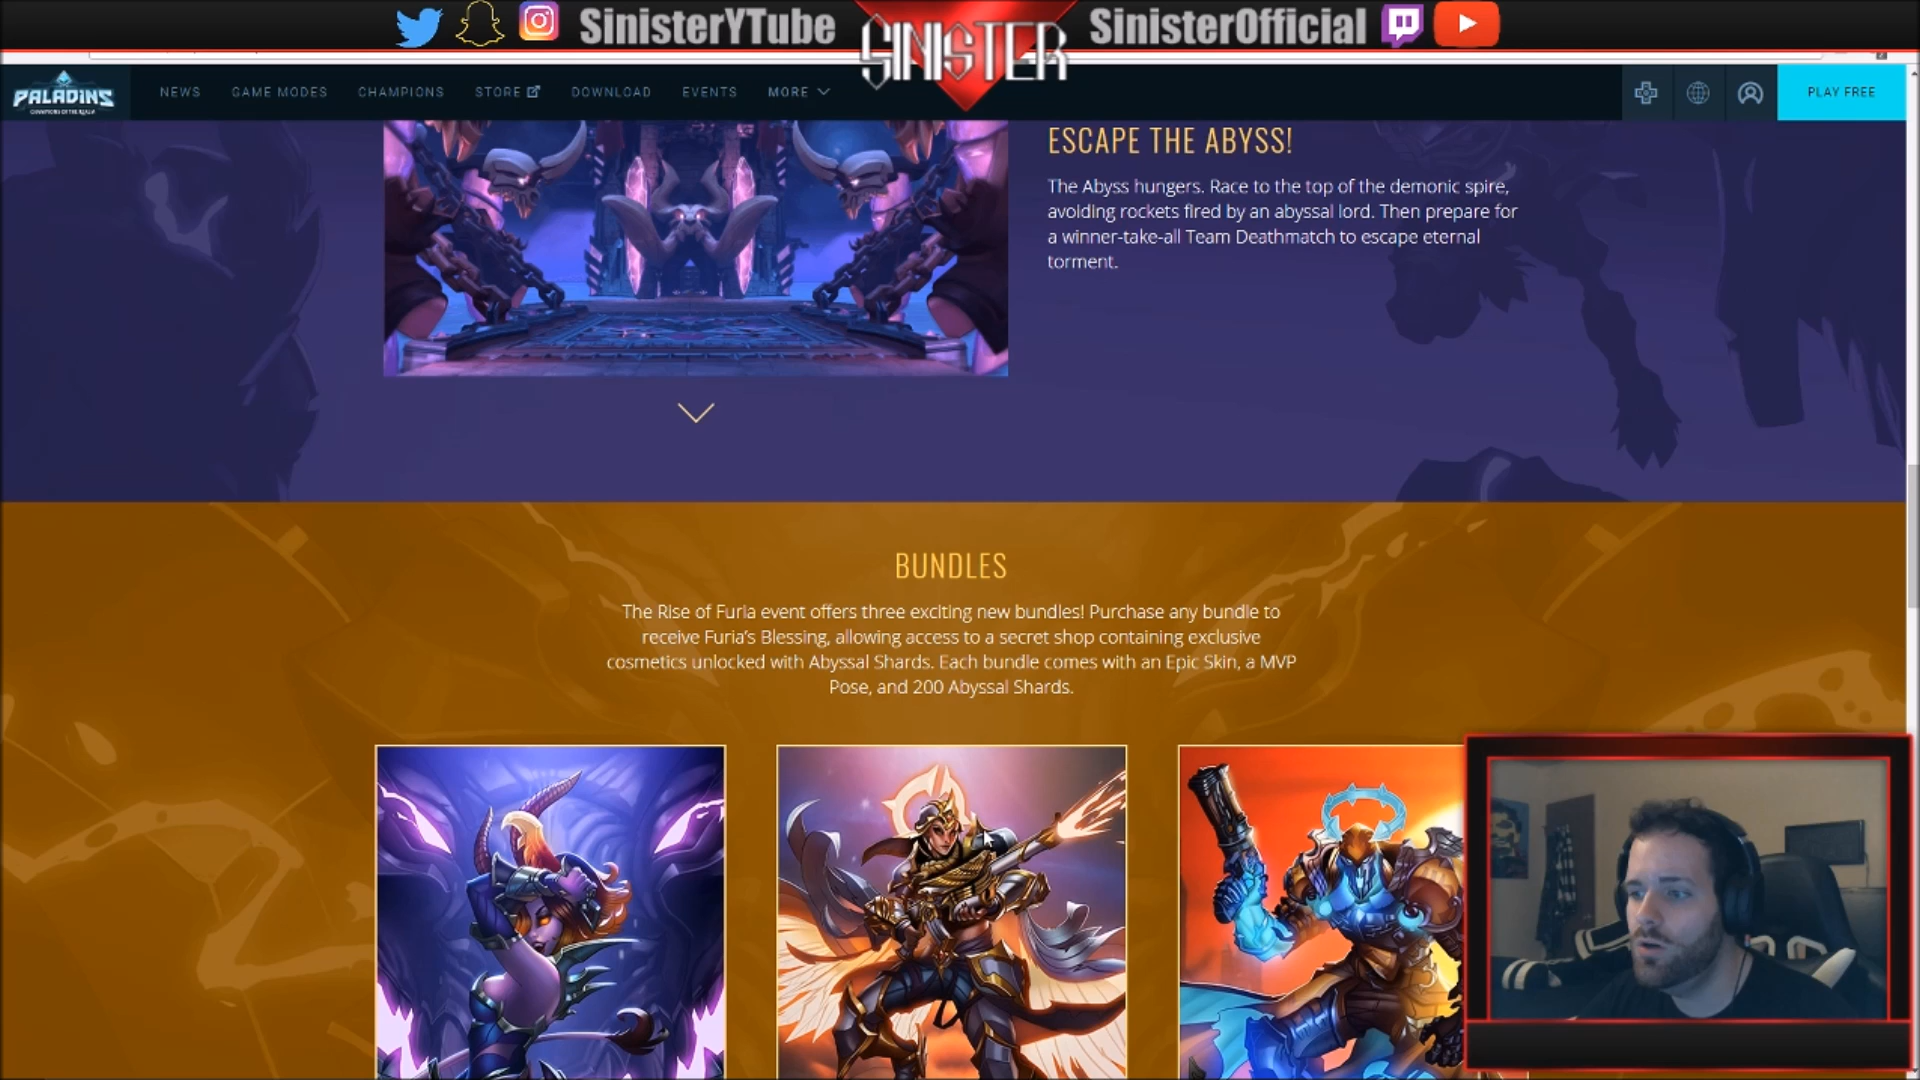 SinisterYTube
SINISTER
SinisterOfficial
PALADINS
CHAMPIONS OF THE REALM
NEWS
GAME MODES
CHAMPIONS
STORE
DOWNLOAD
EVENTS
MORE
PLAY FREE
ESCAPE THE ABYSS!
The Abyss hungers. Race to the top of the demonic spire,
avoiding rockets fired by an abyssal lord. Then prepare for
a winner-take-all Team Deathmatch to escape eternal
torment.
BUNDLES
The Rise of Furia event offers three exciting new bundles! Purchase any bundle to
receive Furia's Blessing, allowing access to a secret shop containing exclusive
cosmetics unlocked with Abyssal Shards. Each bundle comes with an Epic Skin, a MVP
Pose, and 200 Abyssal Shards.